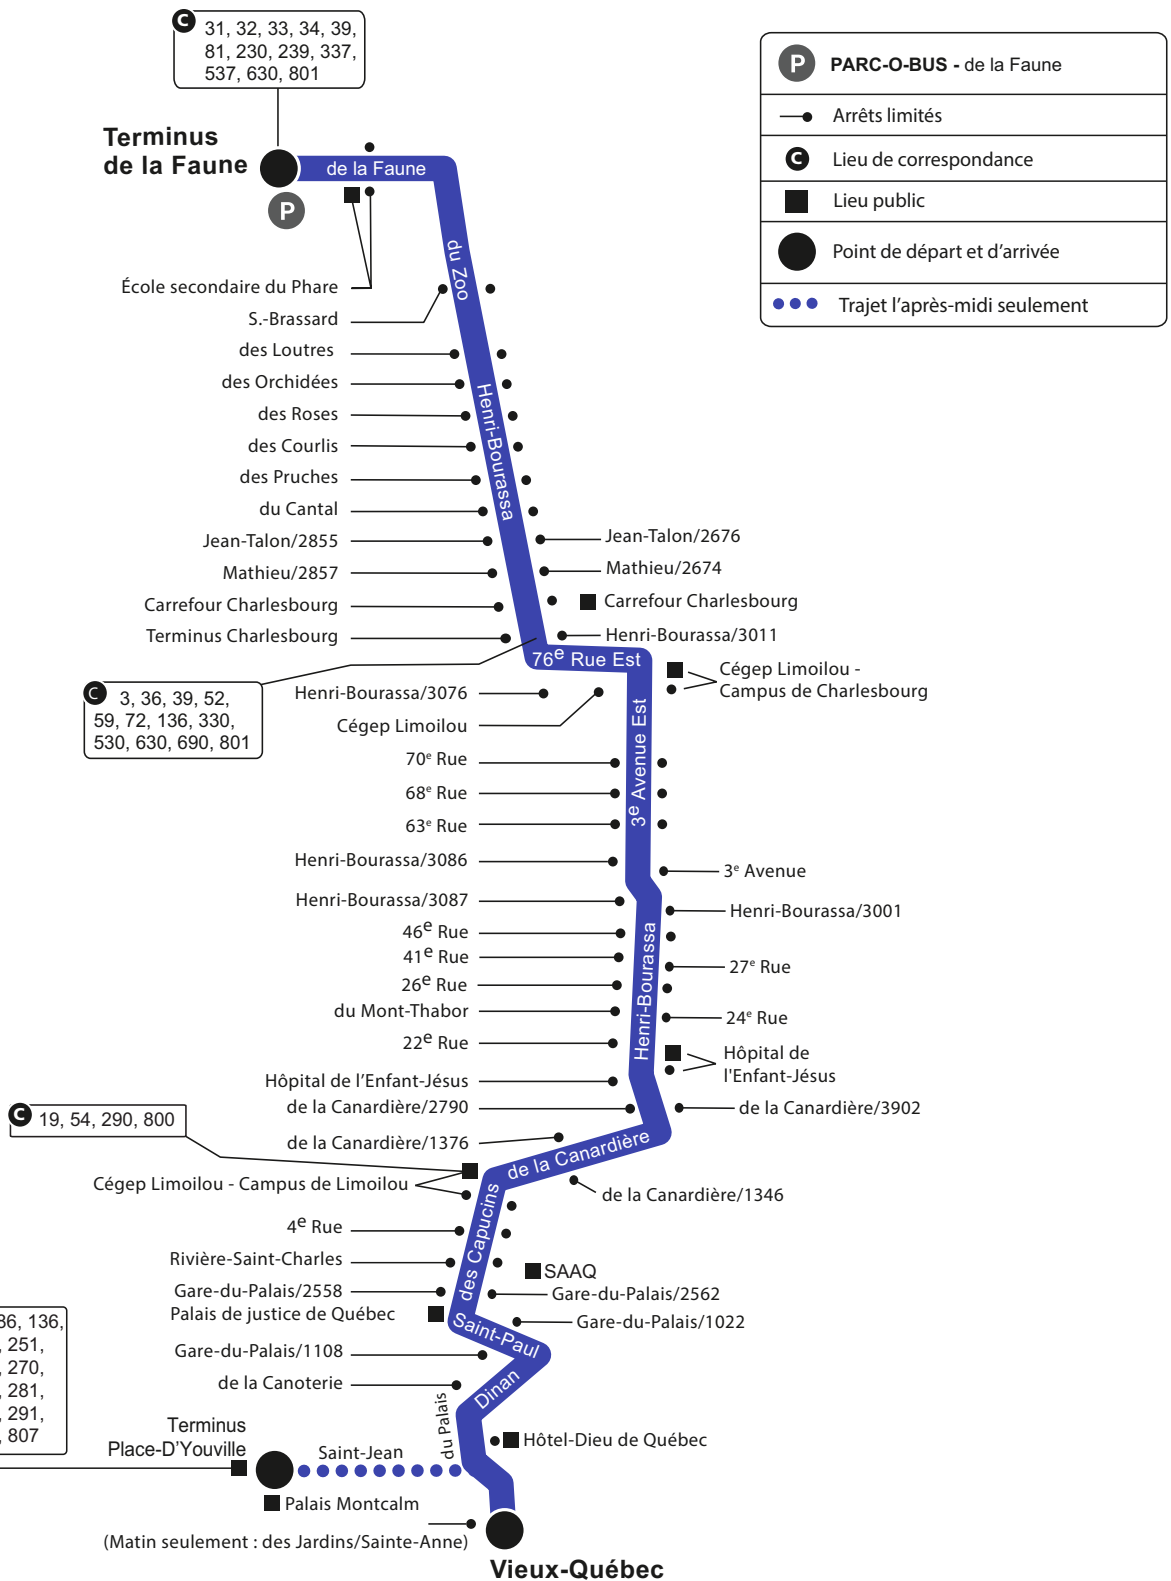 C 31, 32, 33, 34, 39,
81, 230, 239, 337,
537, 630, 801
P PARC-O-BUS - de la Faune
Arrêts limités
C Lieu de correspondance
Lieu public
Point de départ et d'arrivée
Trajet l'après-midi seulement
Terminus
de la Faune
de la Faune
P
du Zoo
École secondaire du Phare
S.-Brassard
des Loutres
des Orchidées
des Roses
Henri-Bourassa
des Courlis
des Pruches
du Cantal
Jean-Talon/2855
Jean-Talon/2676
Mathieu/2857
Mathieu/2674
Carrefour Charlesbourg
Carrefour Charlesbourg
Terminus Charlesbourg
Henri-Bourassa/3011
76e Rue Est
C 3, 36, 39, 52,
59, 72, 136, 330,
530, 630, 690, 801
Henri-Bourassa/3076
Cégep Limoilou -
Campus de Charlesbourg
Cégep Limoilou
70e Rue
3e Avenue Est
68e Rue
63e Rue
Henri-Bourassa/3086
3e Avenue
Henri-Bourassa/3087
Henri-Bourassa/3001
46e Rue
41e Rue
27e Rue
26e Rue
Henri-Bourassa
du Mont-Thabor
24e Rue
22e Rue
Hôpital de
l'Enfant-Jésus
Hôpital de l'Enfant-Jésus
de la Canardière/2790
de la Canardière/3902
C 19, 54, 290, 800
de la Canardière/1376
de la Canardière
Cégep Limoilou - Campus de Limoilou
de la Canardière/1346
4e Rue
des Capucins
Rivière-Saint-Charles
SAAQ
Gare-du-Palais/2558
Gare-du-Palais/2562
Palais de justice de Québec
Gare-du-Palais/1022
Saint-Paul
36, 136,
, 251,
, 270,
, 281,
, 291,
, 807
Gare-du-Palais/1108
de la Canoterie
Dinan
du Palais
Terminus
Place-D'Youville
Saint-Jean
Hôtel-Dieu de Québec
Palais Montcalm
(Matin seulement : des Jardins/Sainte-Anne)
Vieux-Québec